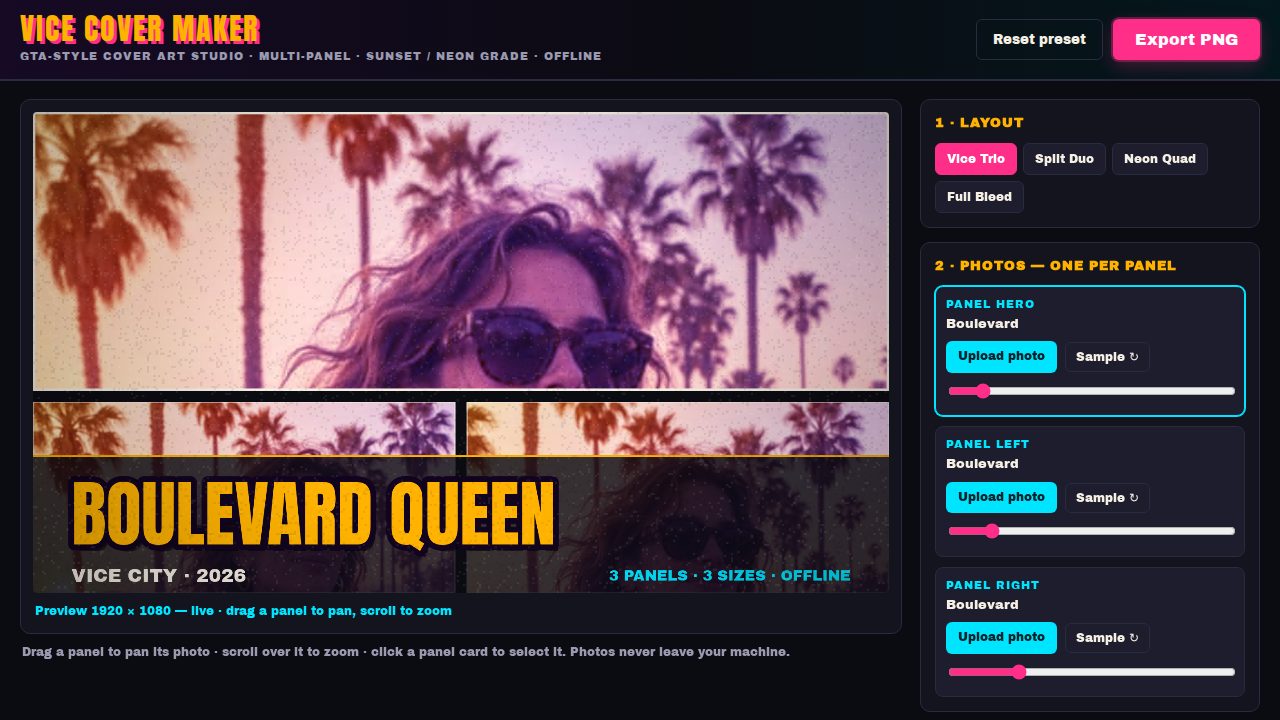 VICE COVER MAKER
GTA-STYLE COVER ART STUDIO · MULTI-PANEL · SUNSET / NEON GRADE · OFFLINE
Reset preset
Export PNG
BOULEVARD QUEEN
VICE CITY · 2026
3 PANELS · 3 SIZES · OFFLINE
Preview 1920 × 1080 — live · drag a panel to pan, scroll to zoom
Drag a panel to pan its photo · scroll over it to zoom · click a panel card to select it. Photos never leave your machine.
1 · LAYOUT
Vice Trio
Split Duo
Neon Quad
Full Bleed
2 · PHOTOS — ONE PER PANEL
PANEL HERO
Boulevard
Upload photo
Sample ↻
PANEL LEFT
Boulevard
Upload photo
Sample ↻
PANEL RIGHT
Boulevard
Upload photo
Sample ↻